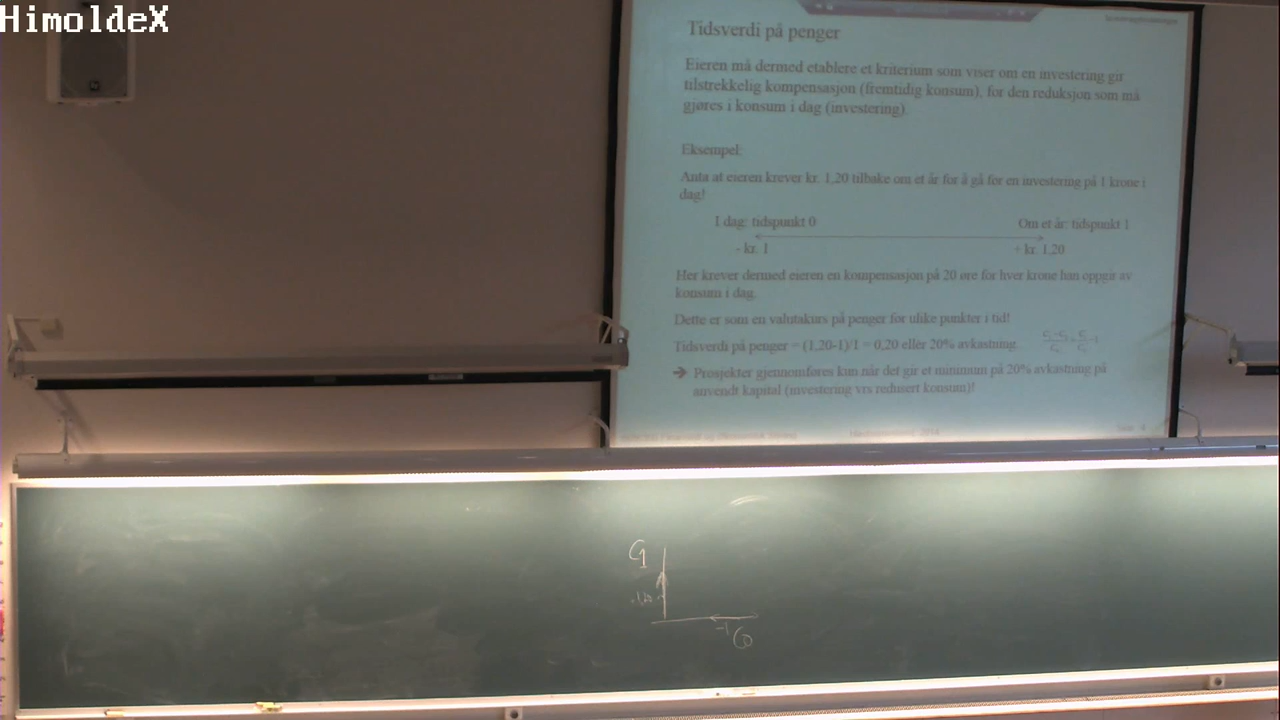 HimoldeX
Tidsverdi på penger
Eieren må dermed etablere et kriterium som viser om en investering gir
tilstrekkelig kompensasjon (fremtidig konsum), for den reduksjon som må
gjøres i konsum i dag (investering).
Eksempel:
Anta at eieren krever kr. 1,20 tilbake om et år for å gå for en investering på 1 krone i
dag!
I dag: tidspunkt 0 Om et år: tidspunkt 1
- kr. 1 + kr. 1,20
Her krever dermed eieren en kompensasjon på 20 øre for hver krone han oppgir av
konsum i dag.
Dette er som en valutakurs på penger for ulike punkter i tid!
Tidsverdi på penger = (1,20-1)/1 = 0,20 eller 20% avkastning.
➔ Prosjekter gjennomføres kun når det gir et minimum på 20% avkastning på
anvendt kapital (investering vrs redusert konsum)!
C1
-1 C0